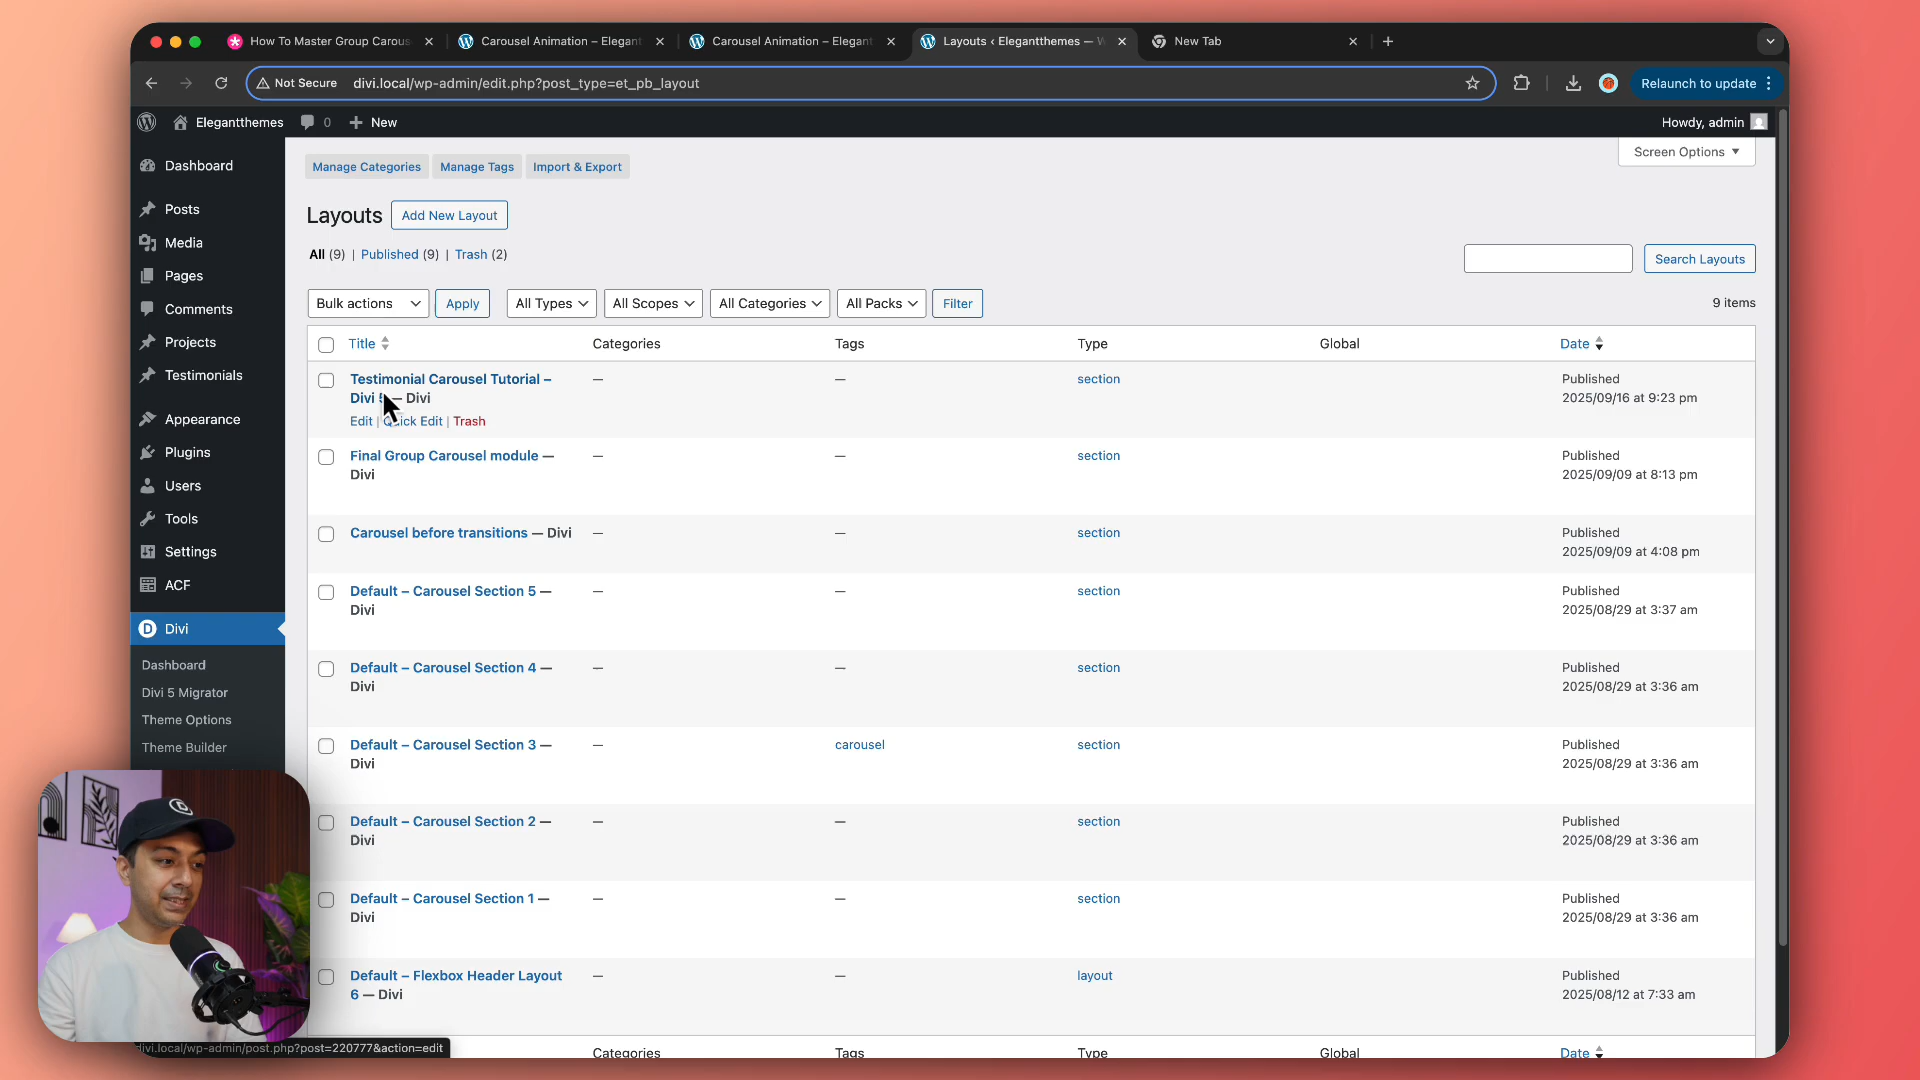 How To Master Group Carous
Carousel Animation – Elegant
Carousel Animation – Elegant
Layouts ‹ Elegantthemes — W
New Tab
Not Secure
divi.local/wp-admin/edit.php?post_type=et_pb_layout
Relaunch to update
Elegantthemes
0
New
Howdy, admin
Dashboard
Posts
Media
Pages
Comments
Projects
Testimonials
Appearance
Plugins
Users
Tools
Settings
ACF
Divi
Dashboard
Divi 5 Migrator
Theme Options
Theme Builder
Manage Categories
Manage Tags
Import & Export
Screen Options
Layouts
Add New Layout
All (9) | Published (9) | Trash (2)
Search Layouts
Bulk actions
Apply
All Types
All Scopes
All Categories
All Packs
Filter
9 items
Title
Categories
Tags
Type
Global
Date
Testimonial Carousel Tutorial –
Divi 5 — Divi
Edit | Quick Edit | Trash
—
—
section
Published
2025/09/16 at 9:23 pm
Final Group Carousel module —
Divi
—
—
section
Published
2025/09/09 at 8:13 pm
Carousel before transitions — Divi
—
—
section
Published
2025/09/09 at 4:08 pm
Default – Carousel Section 5 —
Divi
—
—
section
Published
2025/08/29 at 3:37 am
Default – Carousel Section 4 —
Divi
—
—
section
Published
2025/08/29 at 3:36 am
Default – Carousel Section 3 —
Divi
—
carousel
section
Published
2025/08/29 at 3:36 am
Default – Carousel Section 2 —
Divi
—
—
section
Published
2025/08/29 at 3:36 am
Default – Carousel Section 1 —
Divi
—
—
section
Published
2025/08/29 at 3:36 am
Default – Flexbox Header Layout
6 — Divi
—
—
layout
Published
2025/08/12 at 7:33 am
Categories
Tags
Type
Global
Date
divi.local/wp-admin/post.php?post=220777&action=edit